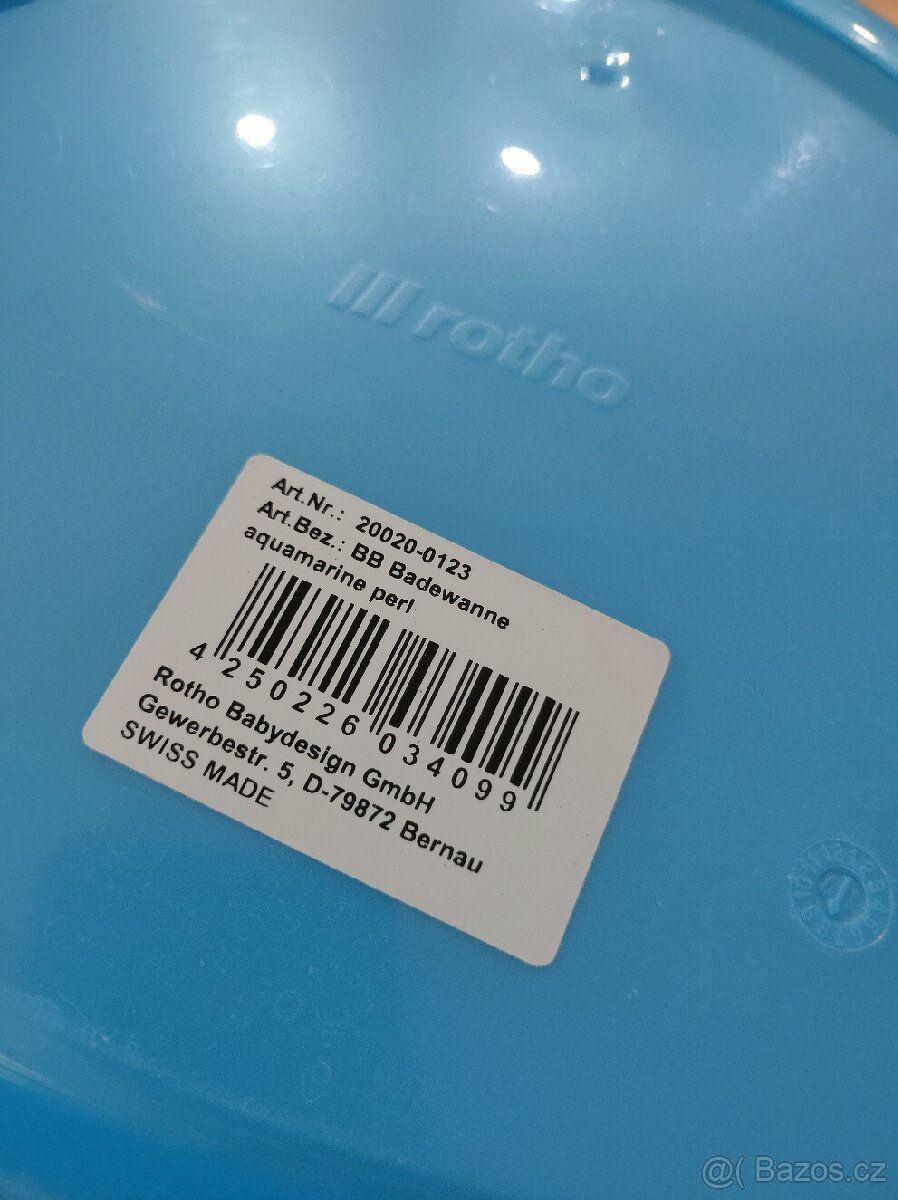 rotho
Art.Nr.: 20020-0123
Art.Bez.: BB Badewanne
aquamarine perl
4 250226 034099
Rotho Babydesign GmbH
Gewerbestr. 5, D-79872 Bernau
SWISS MADE
@( Bazos.cz